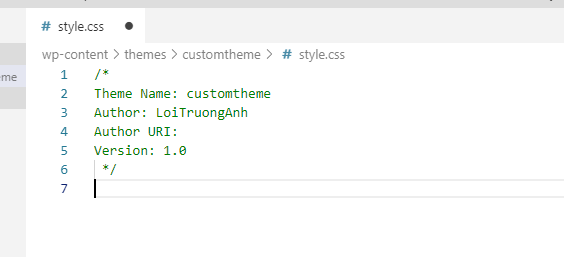 # style.css ●
wp-content > themes > customtheme > # style.css
eme
1 /*
2 Theme Name: customtheme
3 Author: LoiTruongAnh
4 Author URI:
5 Version: 1.0
6 */
7